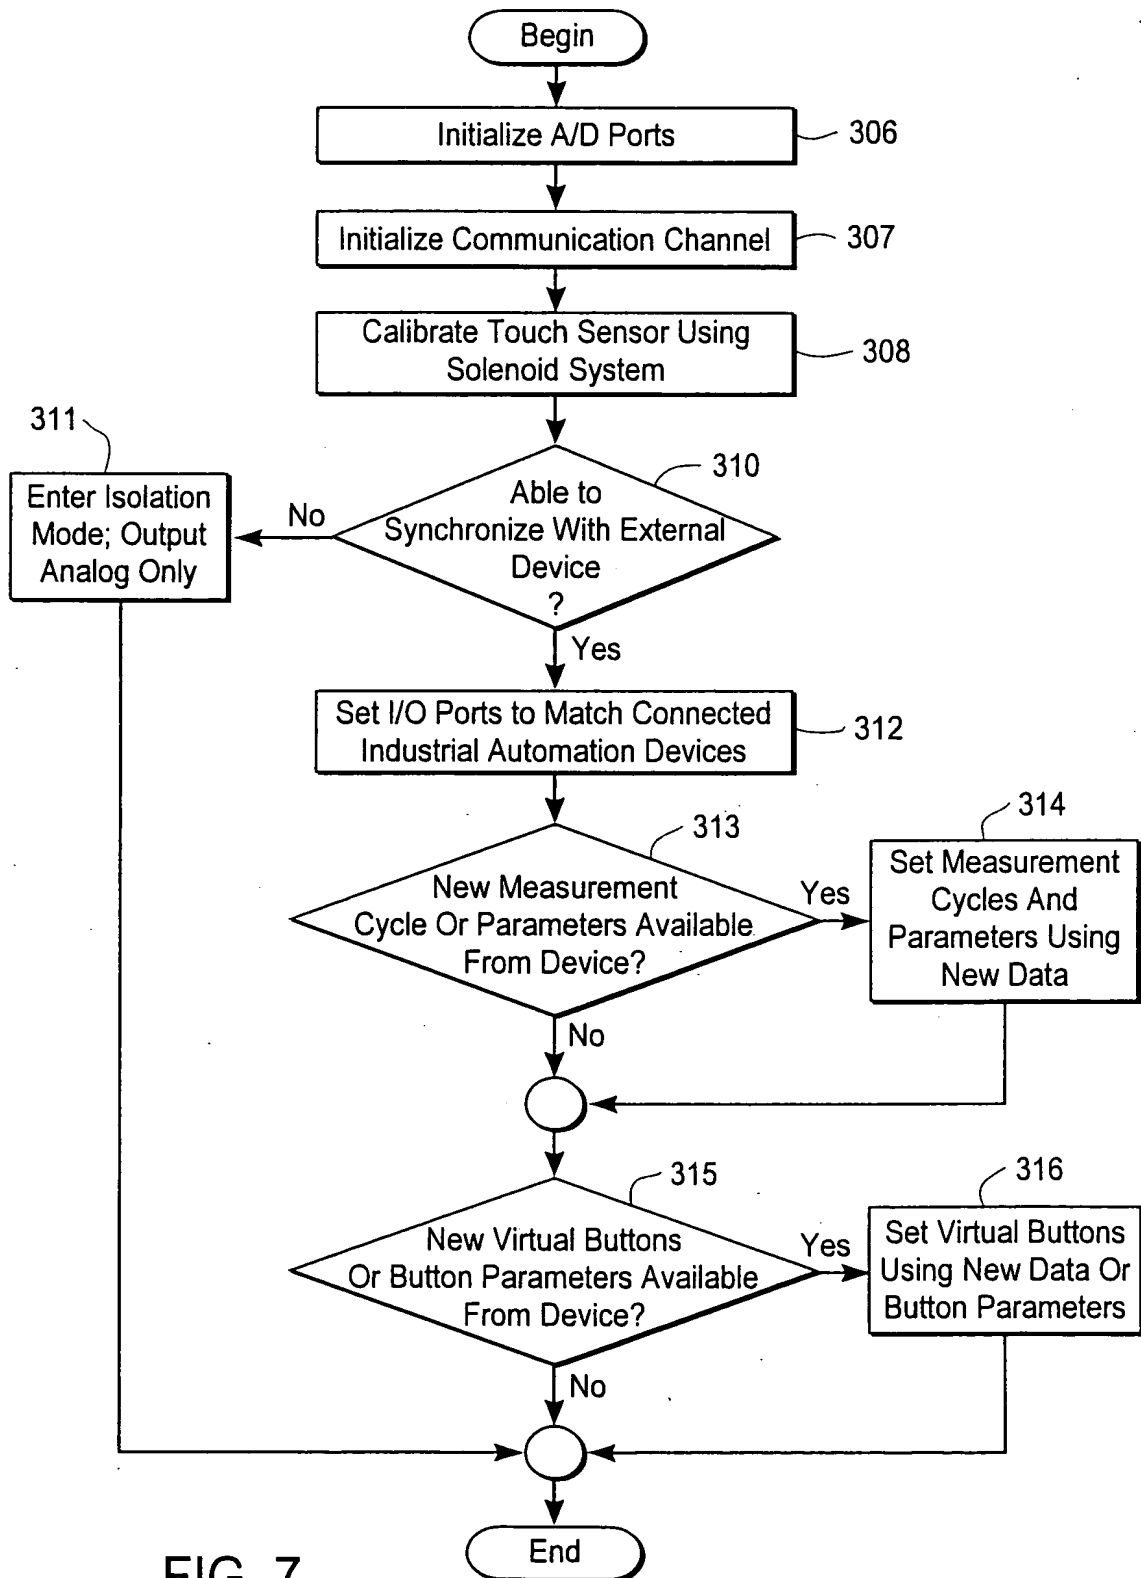 Begin
Initialize A/D Ports
306
Initialize Communication Channel
307
Calibrate Touch Sensor Using
Solenoid System
308
311
Enter Isolation
Mode; Output
Analog Only
No
310
Able to
Synchronize With External
Device
?
Yes
Set I/O Ports to Match Connected
Industrial Automation Devices
312
313
New Measurement
Cycle Or Parameters Available
From Device?
Yes
314
Set Measurement
Cycles And
Parameters Using
New Data
No
315
New Virtual Buttons
Or Button Parameters Available
From Device?
Yes
316
Set Virtual Buttons
Using New Data Or
Button Parameters
No
End
FIG. 7